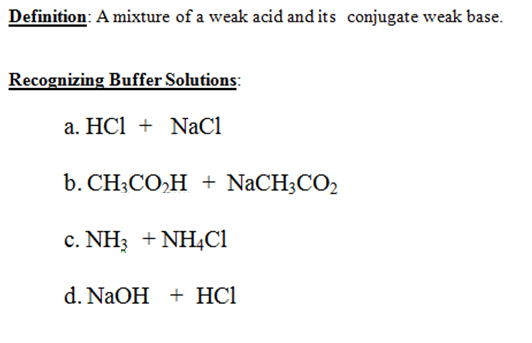 Definition: A mixture of a weak acid and its conjugate weak base.
Recognizing Buffer Solutions:
a. HCl + NaCl
b. CH₃CO₂H + NaCH₃CO₂
c. NH₃ + NH₄Cl
d. NaOH + HCl